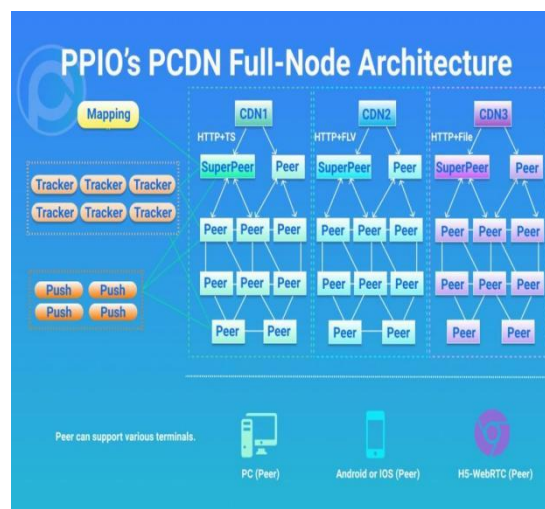 PPIO's PCDN Full-Node Architecture
Mapping
CDN1 CDN2 CDN3
HTTP+TS HTTP+FLV HTTP+File
SuperPeer Peer SuperPeer Peer SuperPeer Peer
Tracker Tracker Tracker
Tracker Tracker Tracker
Peer Peer Peer Peer Peer Peer Peer Peer Peer
Peer Peer Peer Peer Peer Peer Peer Peer Peer
Push Push
Push Push
Peer Peer Peer Peer Peer Peer
Peer can support various terminals.
PC (Peer) Android or IOS (Peer) H5-WebRTC (Peer)